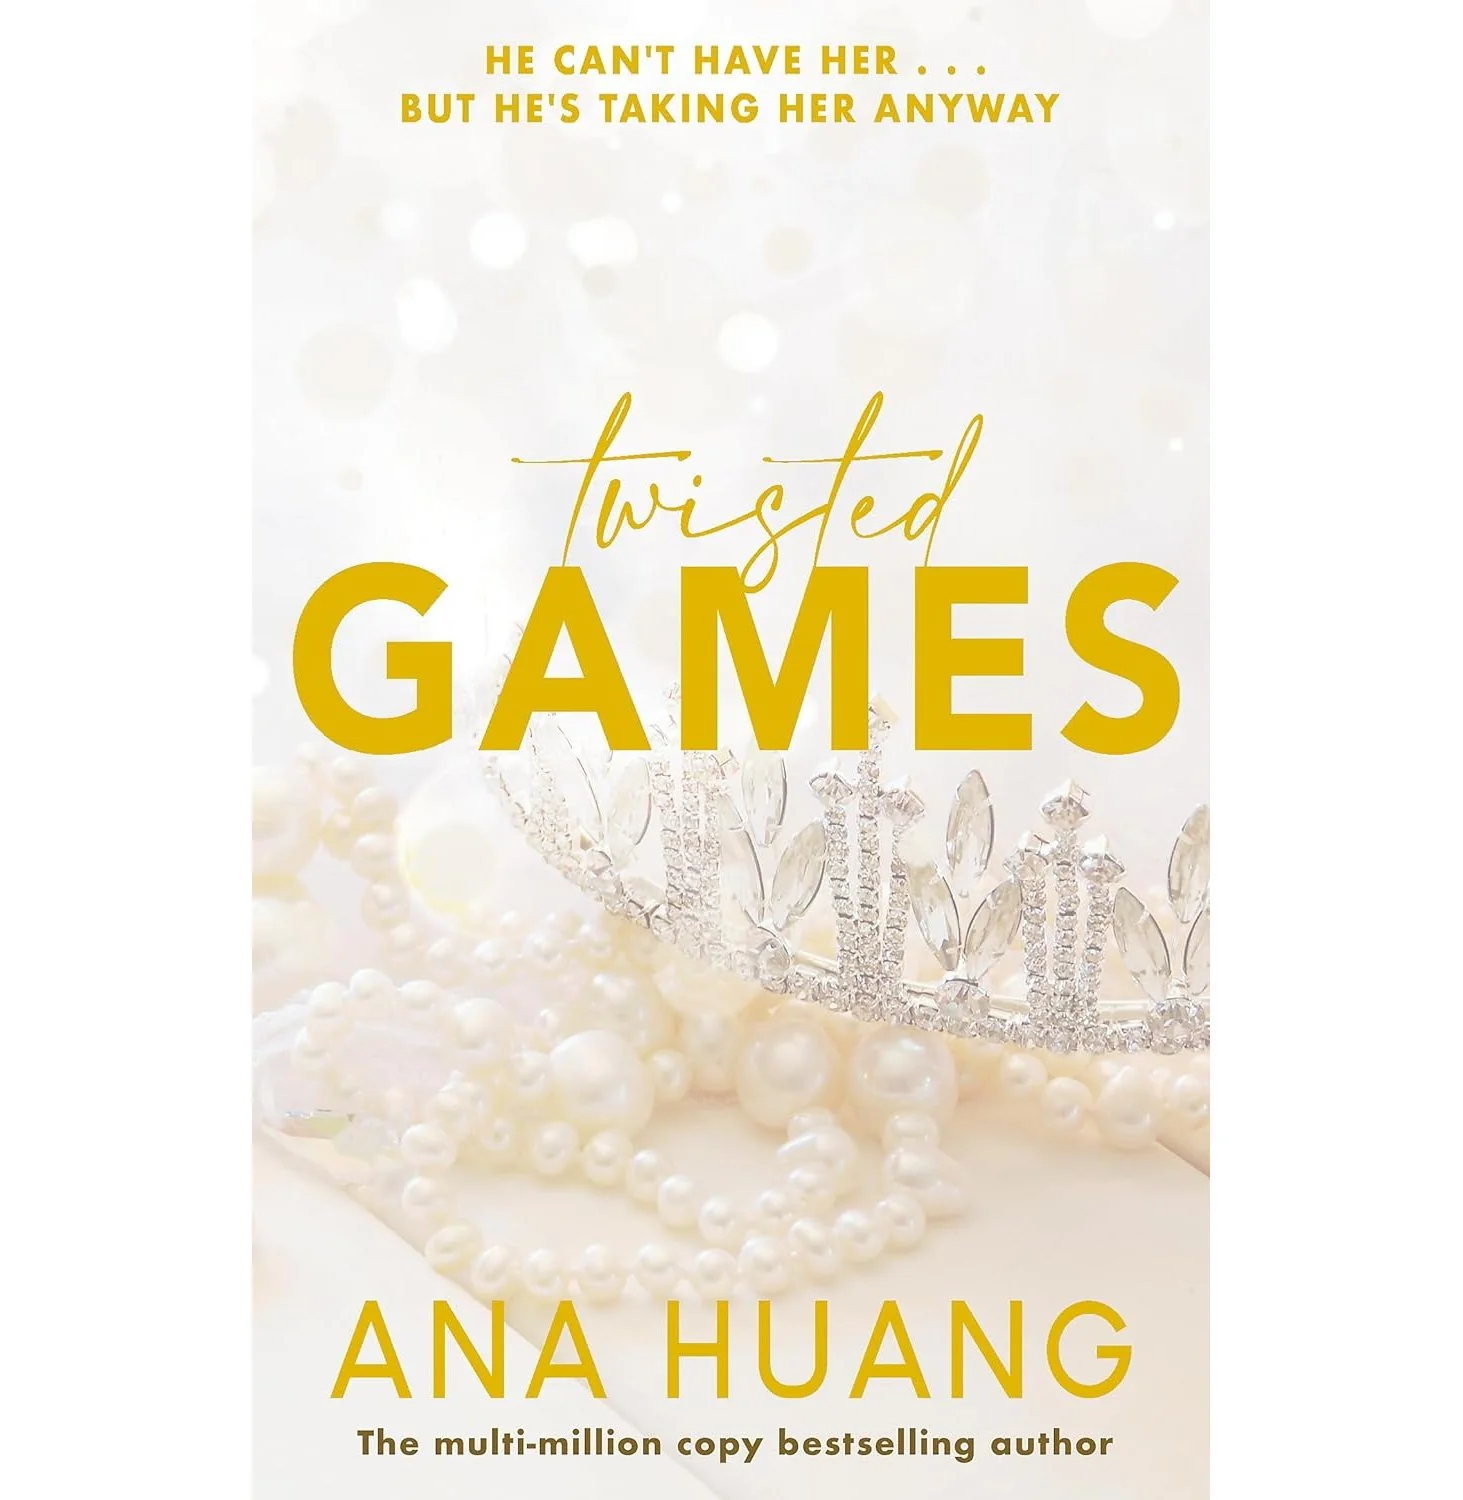 HE CAN'T HAVE HER . . .
BUT HE'S TAKING HER ANYWAY
twisted
GAMES
ANA HUANG
The multi-million copy bestselling author